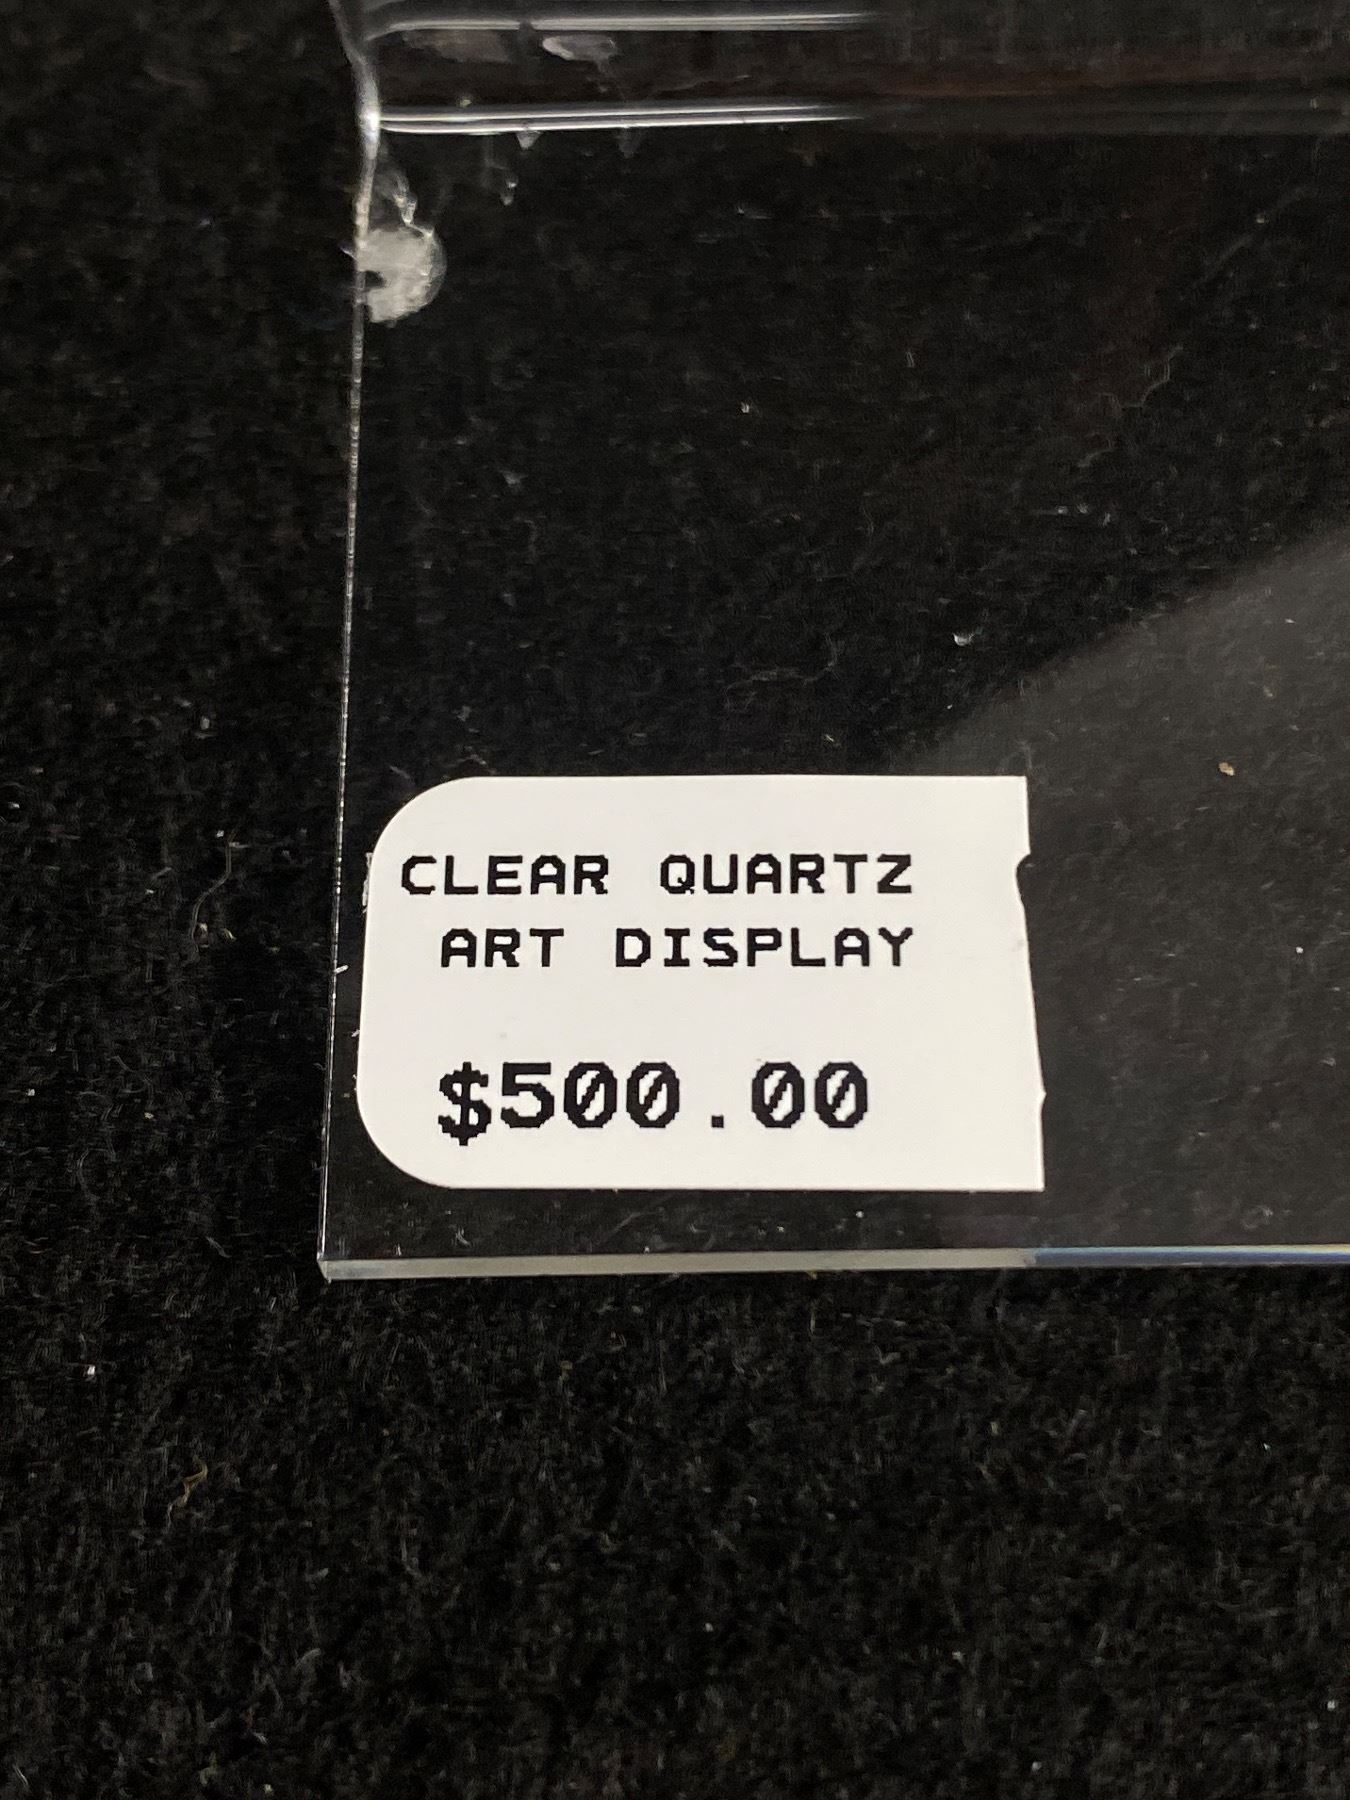 CLEAR QUARTZ
ART DISPLAY
$500.00